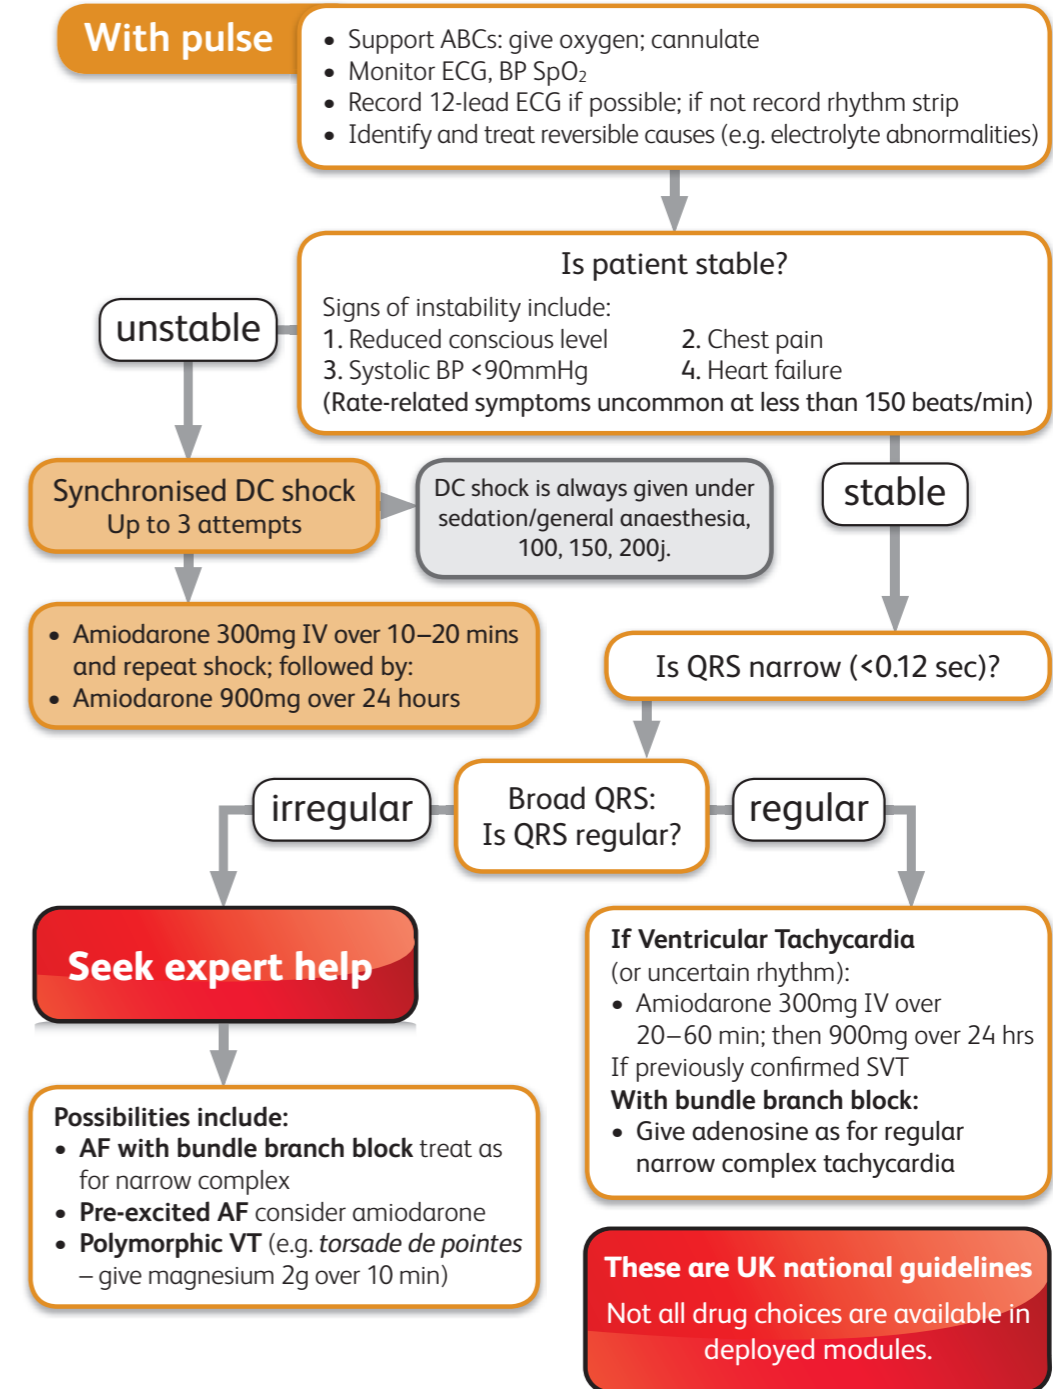 With pulse
• Support ABCs: give oxygen; cannulate
• Monitor ECG, BP SpO₂
• Record 12-lead ECG if possible; if not record rhythm strip
• Identify and treat reversible causes (e.g. electrolyte abnormalities)
Is patient stable?
Signs of instability include:
1. Reduced conscious level 2. Chest pain
3. Systolic BP <90mmHg 4. Heart failure
(Rate-related symptoms uncommon at less than 150 beats/min)
unstable
Synchronised DC shock
Up to 3 attempts
DC shock is always given under
sedation/general anaesthesia,
100, 150, 200j.
stable
• Amiodarone 300mg IV over 10–20 mins
and repeat shock; followed by:
• Amiodarone 900mg over 24 hours
Is QRS narrow (<0.12 sec)?
Broad QRS:
Is QRS regular?
irregular
regular
Seek expert help
Possibilities include:
• AF with bundle branch block treat as
for narrow complex
• Pre-excited AF consider amiodarone
• Polymorphic VT (e.g. torsade de pointes
– give magnesium 2g over 10 min)
If Ventricular Tachycardia
(or uncertain rhythm):
• Amiodarone 300mg IV over
20–60 min; then 900mg over 24 hrs
If previously confirmed SVT
With bundle branch block:
• Give adenosine as for regular
narrow complex tachycardia
These are UK national guidelines
Not all drug choices are available in
deployed modules.